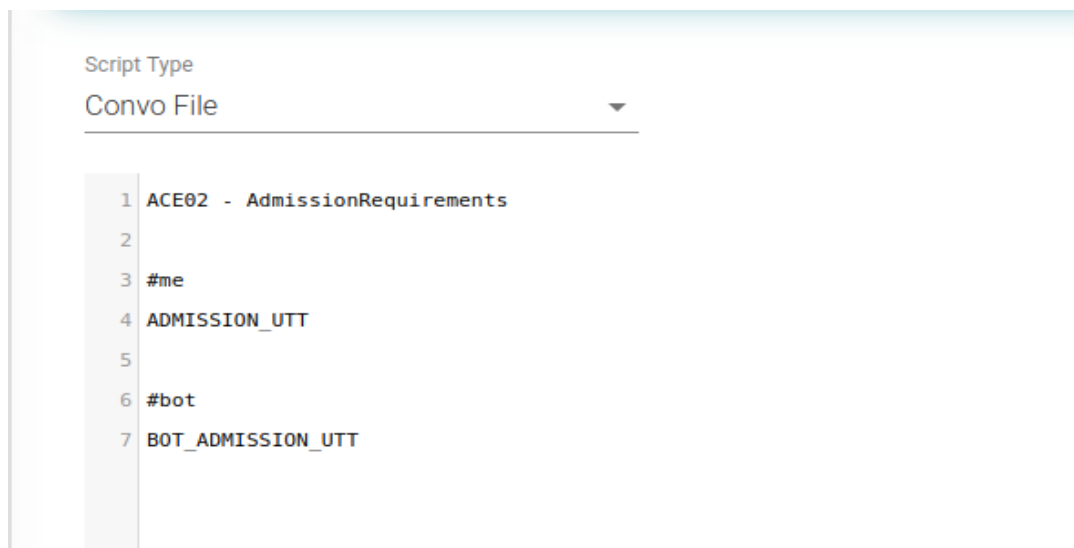 Script Type
Convo File
1 ACE02 - AdmissionRequirements
2
3 #me
4 ADMISSION_UTT
5
6 #bot
7 BOT_ADMISSION_UTT